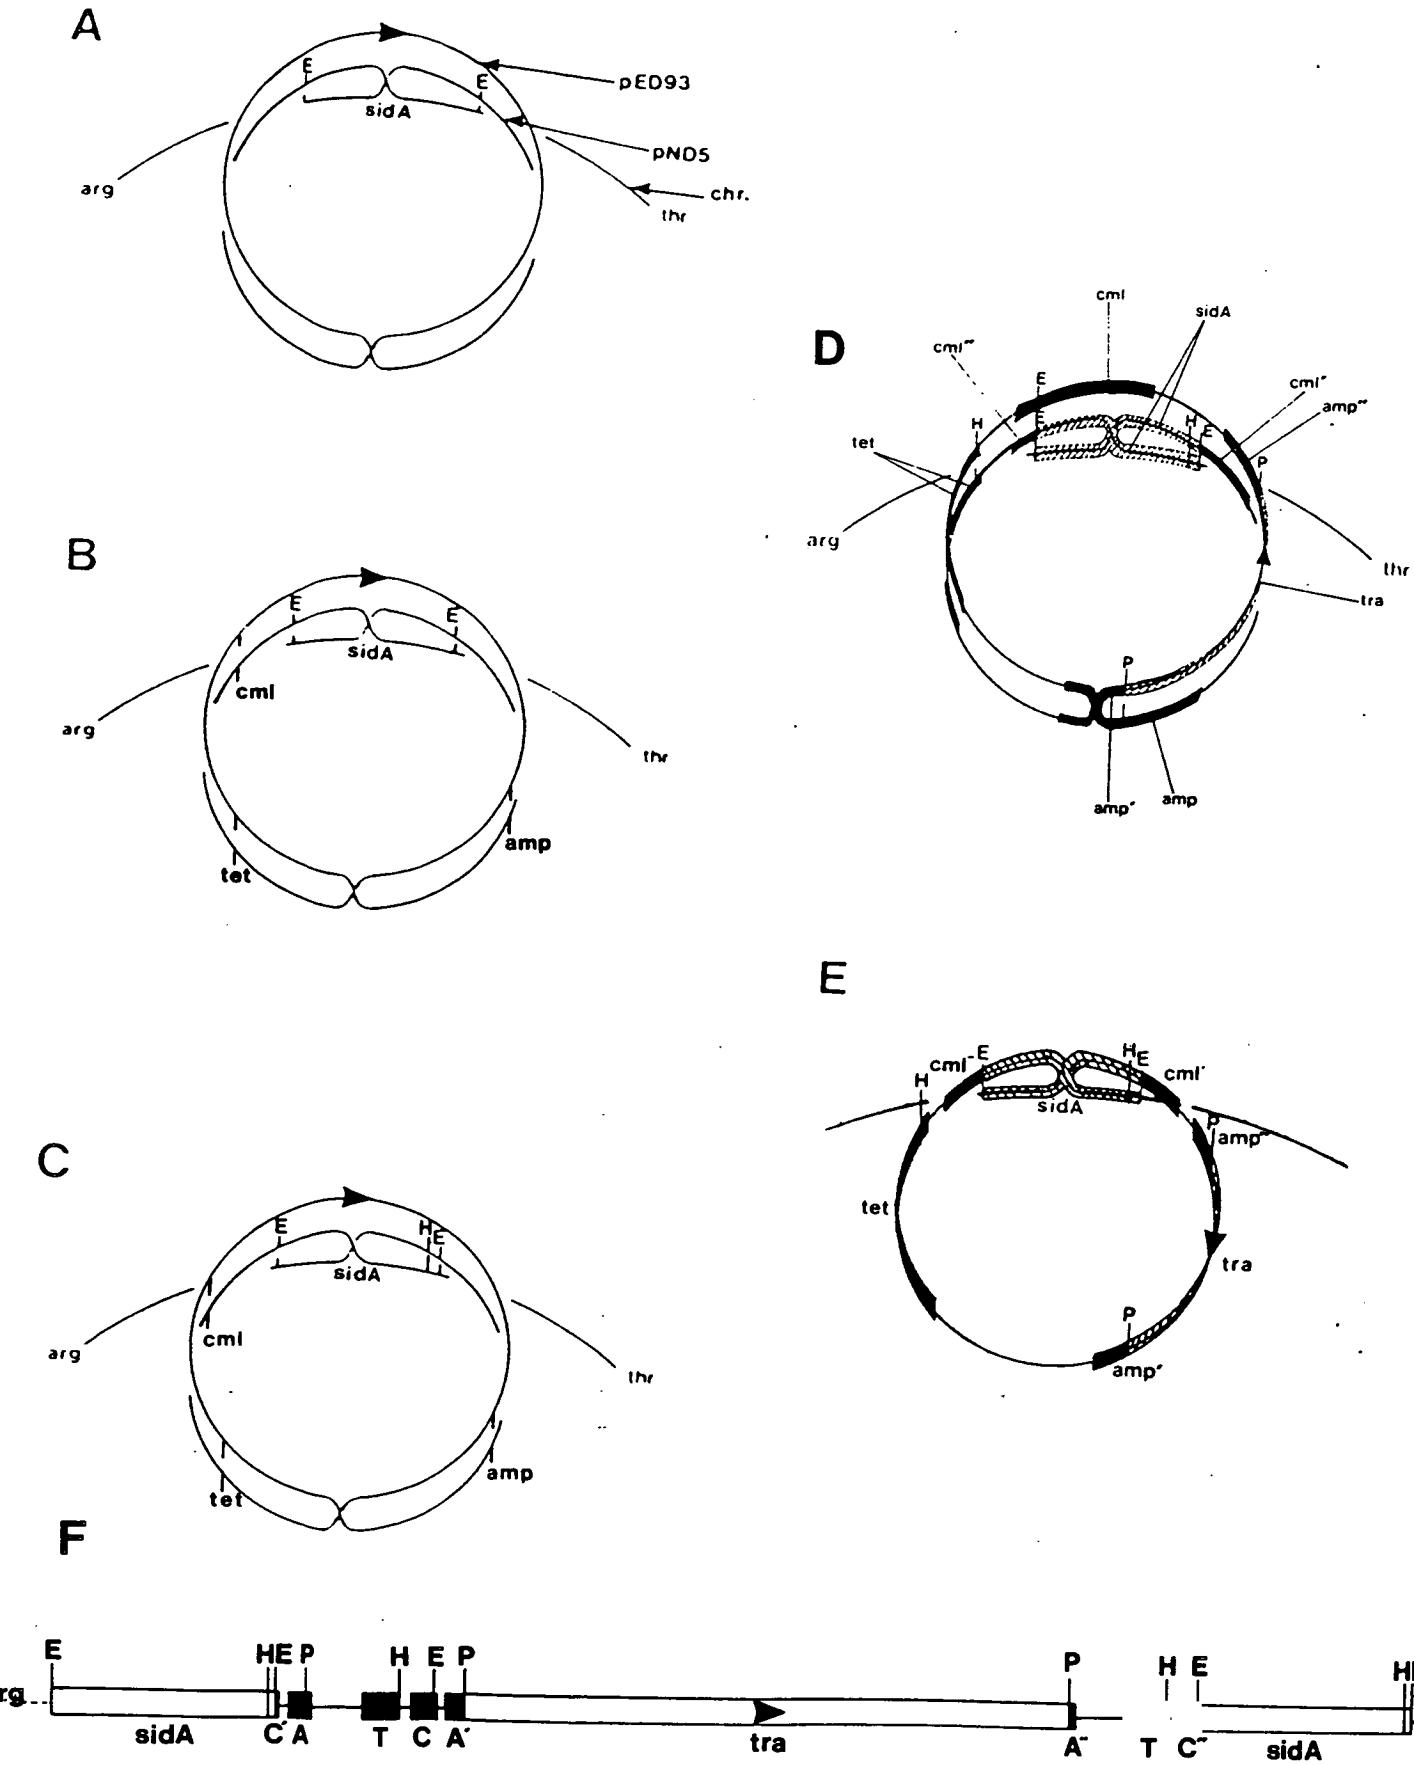 A
E
E
pED93
sidA
pND5
arg
chr.
thr
B
E
E
sidA
cml
arg
thr
amp
tet
C
E
H
E
sidA
cml
arg
thr
amp
tet
D
cml
sidA
cml″
E
cml′
amp″
E
H
H
E
tet
P
arg
thr
tra
P
amp′
amp
E
E
H
E
cml″
cml′
H
sidA
P
amp″
tet
tra
P
amp′
F
E
H
E
P
H
E
P
P
H
E
H
rg
sidA
C′
A
T
C
A′
tra
A″
T
C″
sidA